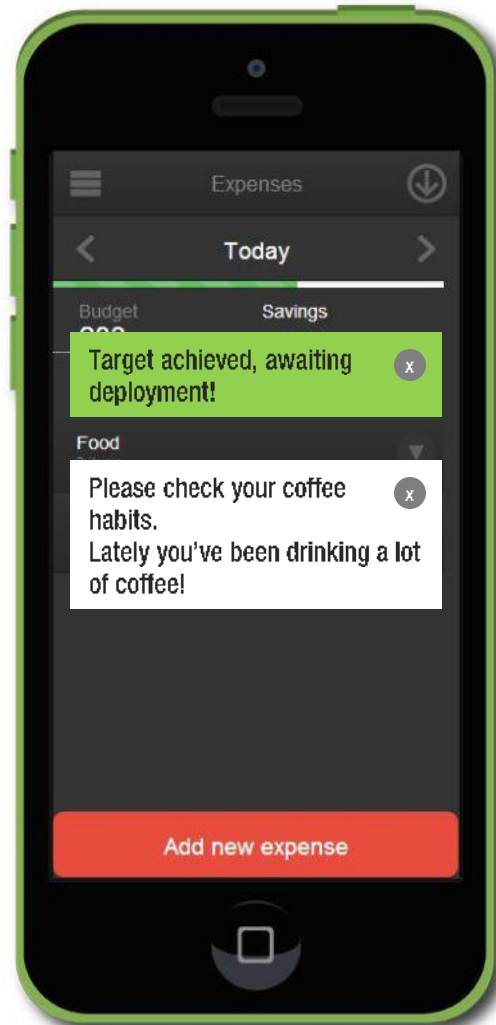 Expenses
Today
Budget
Savings
Target achieved, awaiting
x
deployment!
Food
Please check your coffee
x
habits.
Lately you've been drinking a lot
of coffee!
Add new expense